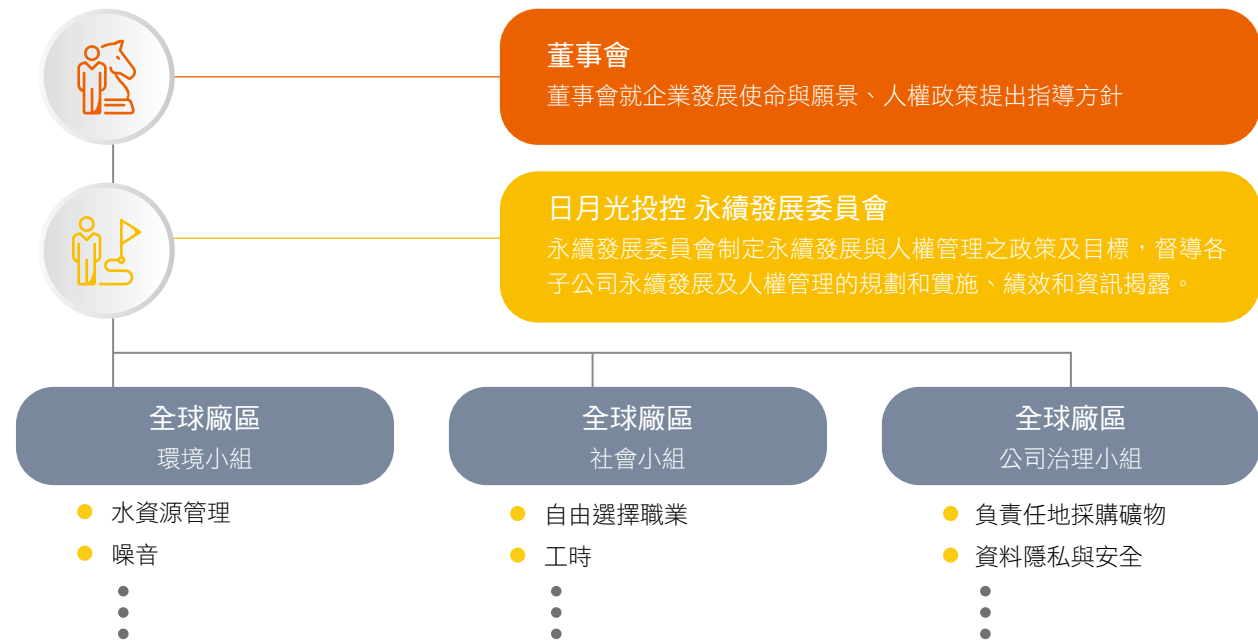 董事會
董事會就企業發展使命與願景、人權政策提出指導方針
日月光投控 永續發展委員會
永續發展委員會制定永續發展與人權管理之政策及目標，督導各
子公司永續發展及人權管理的規劃和實施、績效和資訊揭露。
全球廠區
環境小組
水資源管理
噪音
全球廠區
社會小組
自由選擇職業
工時
全球廠區
公司治理小組
負責任地採購礦物
資料隱私與安全